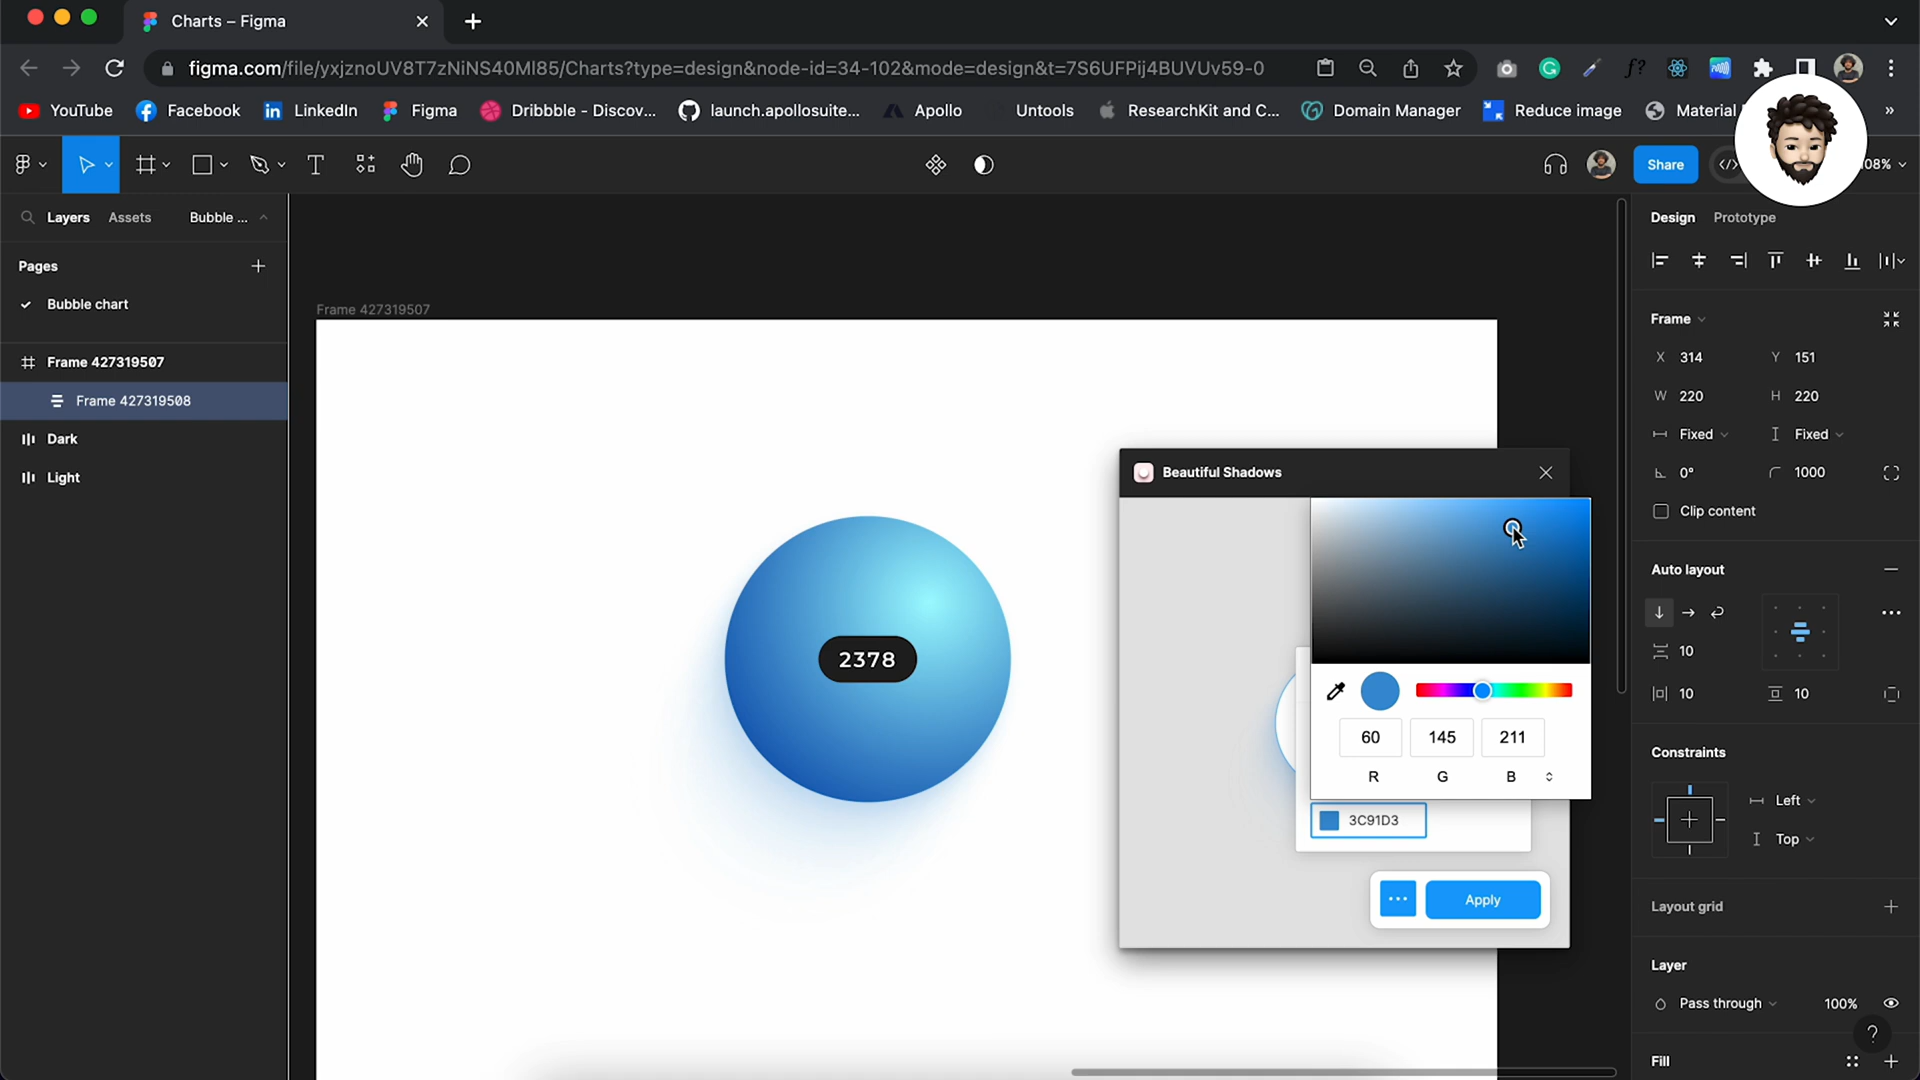 Charts – Figma
figma.com/file/yxjznoUV8T7zNiNS40Ml85/Charts?type=design&node-id=34-102&mode=design&t=7S6UFPij4BUVUv59-0
YouTube
Facebook
LinkedIn
Figma
Dribbble - Discov...
launch.apollosuite...
Apollo
Untools
ResearchKit and C...
Domain Manager
Reduce image
Material
»
Share
08%
Layers
Assets
Bubble ...
Pages
Bubble chart
Frame 427319507
Frame 427319508
Dark
Light
Frame 427319507
2378
Beautiful Shadows
60
145
211
R
G
B
3C91D3
Apply
Design
Prototype
Frame
X 314
Y 151
W 220
H 220
Fixed
Fixed
0°
1000
Clip content
Auto layout
10
10
10
Constraints
Left
Top
Layout grid
Layer
Pass through
100%
?
Fill